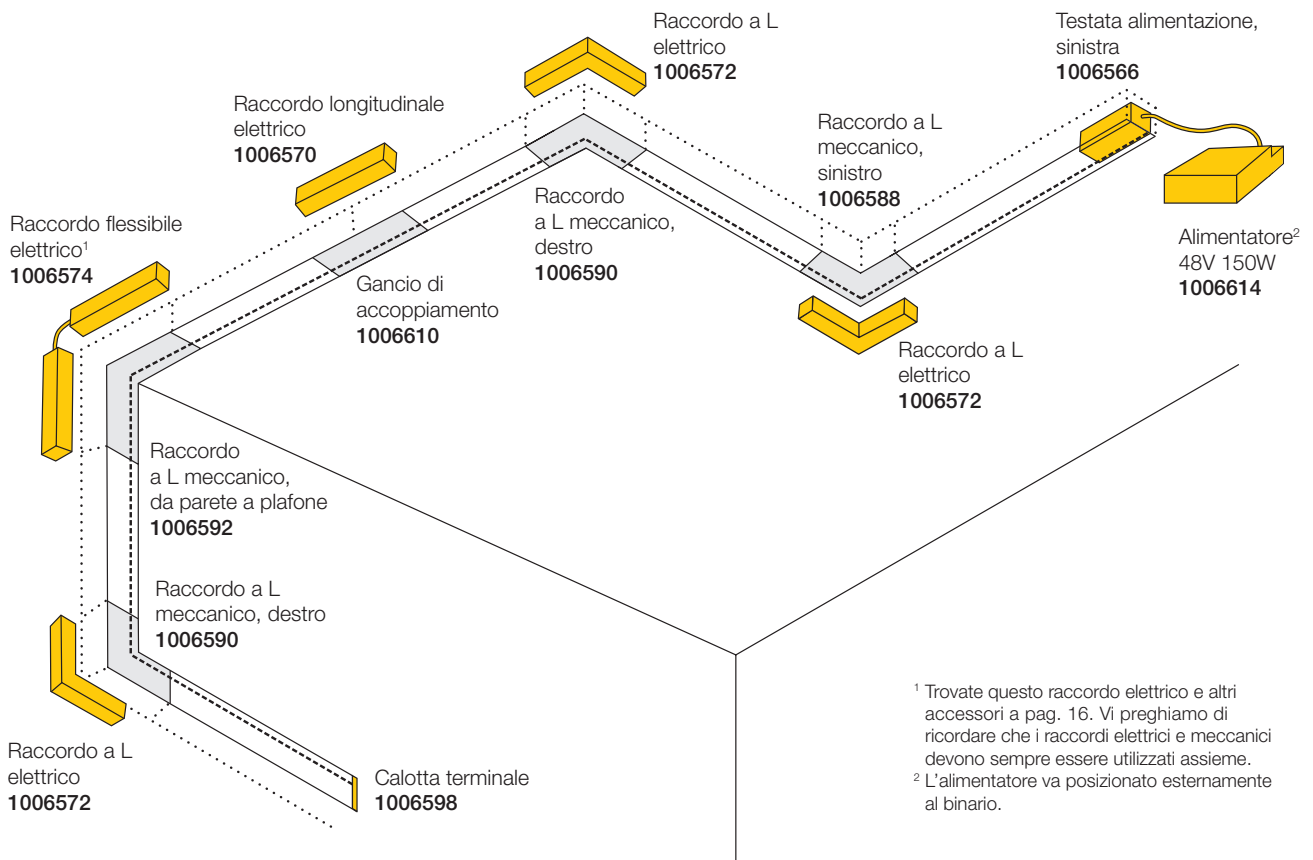 Raccordo a L
elettrico
1006572
Testata alimentazione,
sinistra
1006566
Raccordo longitudinale
elettrico
1006570
Raccordo a L
meccanico,
sinistro
1006588
Raccordo flessibile
elettrico¹
1006574
Raccordo
a L meccanico,
destro
1006590
Alimentatore²
48V 150W
1006614
Gancio di
accoppiamento
1006610
Raccordo a L
elettrico
1006572
Raccordo
a L meccanico,
da parete a plafone
1006592
Raccordo a L
meccanico, destro
1006590
Raccordo a L
elettrico
1006572
Calotta terminale
1006598
¹ Trovate questo raccordo elettrico e altri
accessori a pag. 16. Vi preghiamo di
ricordare che i raccordi elettrici e meccanici
devono sempre essere utilizzati assieme.
² L’alimentatore va posizionato esternamente
al binario.